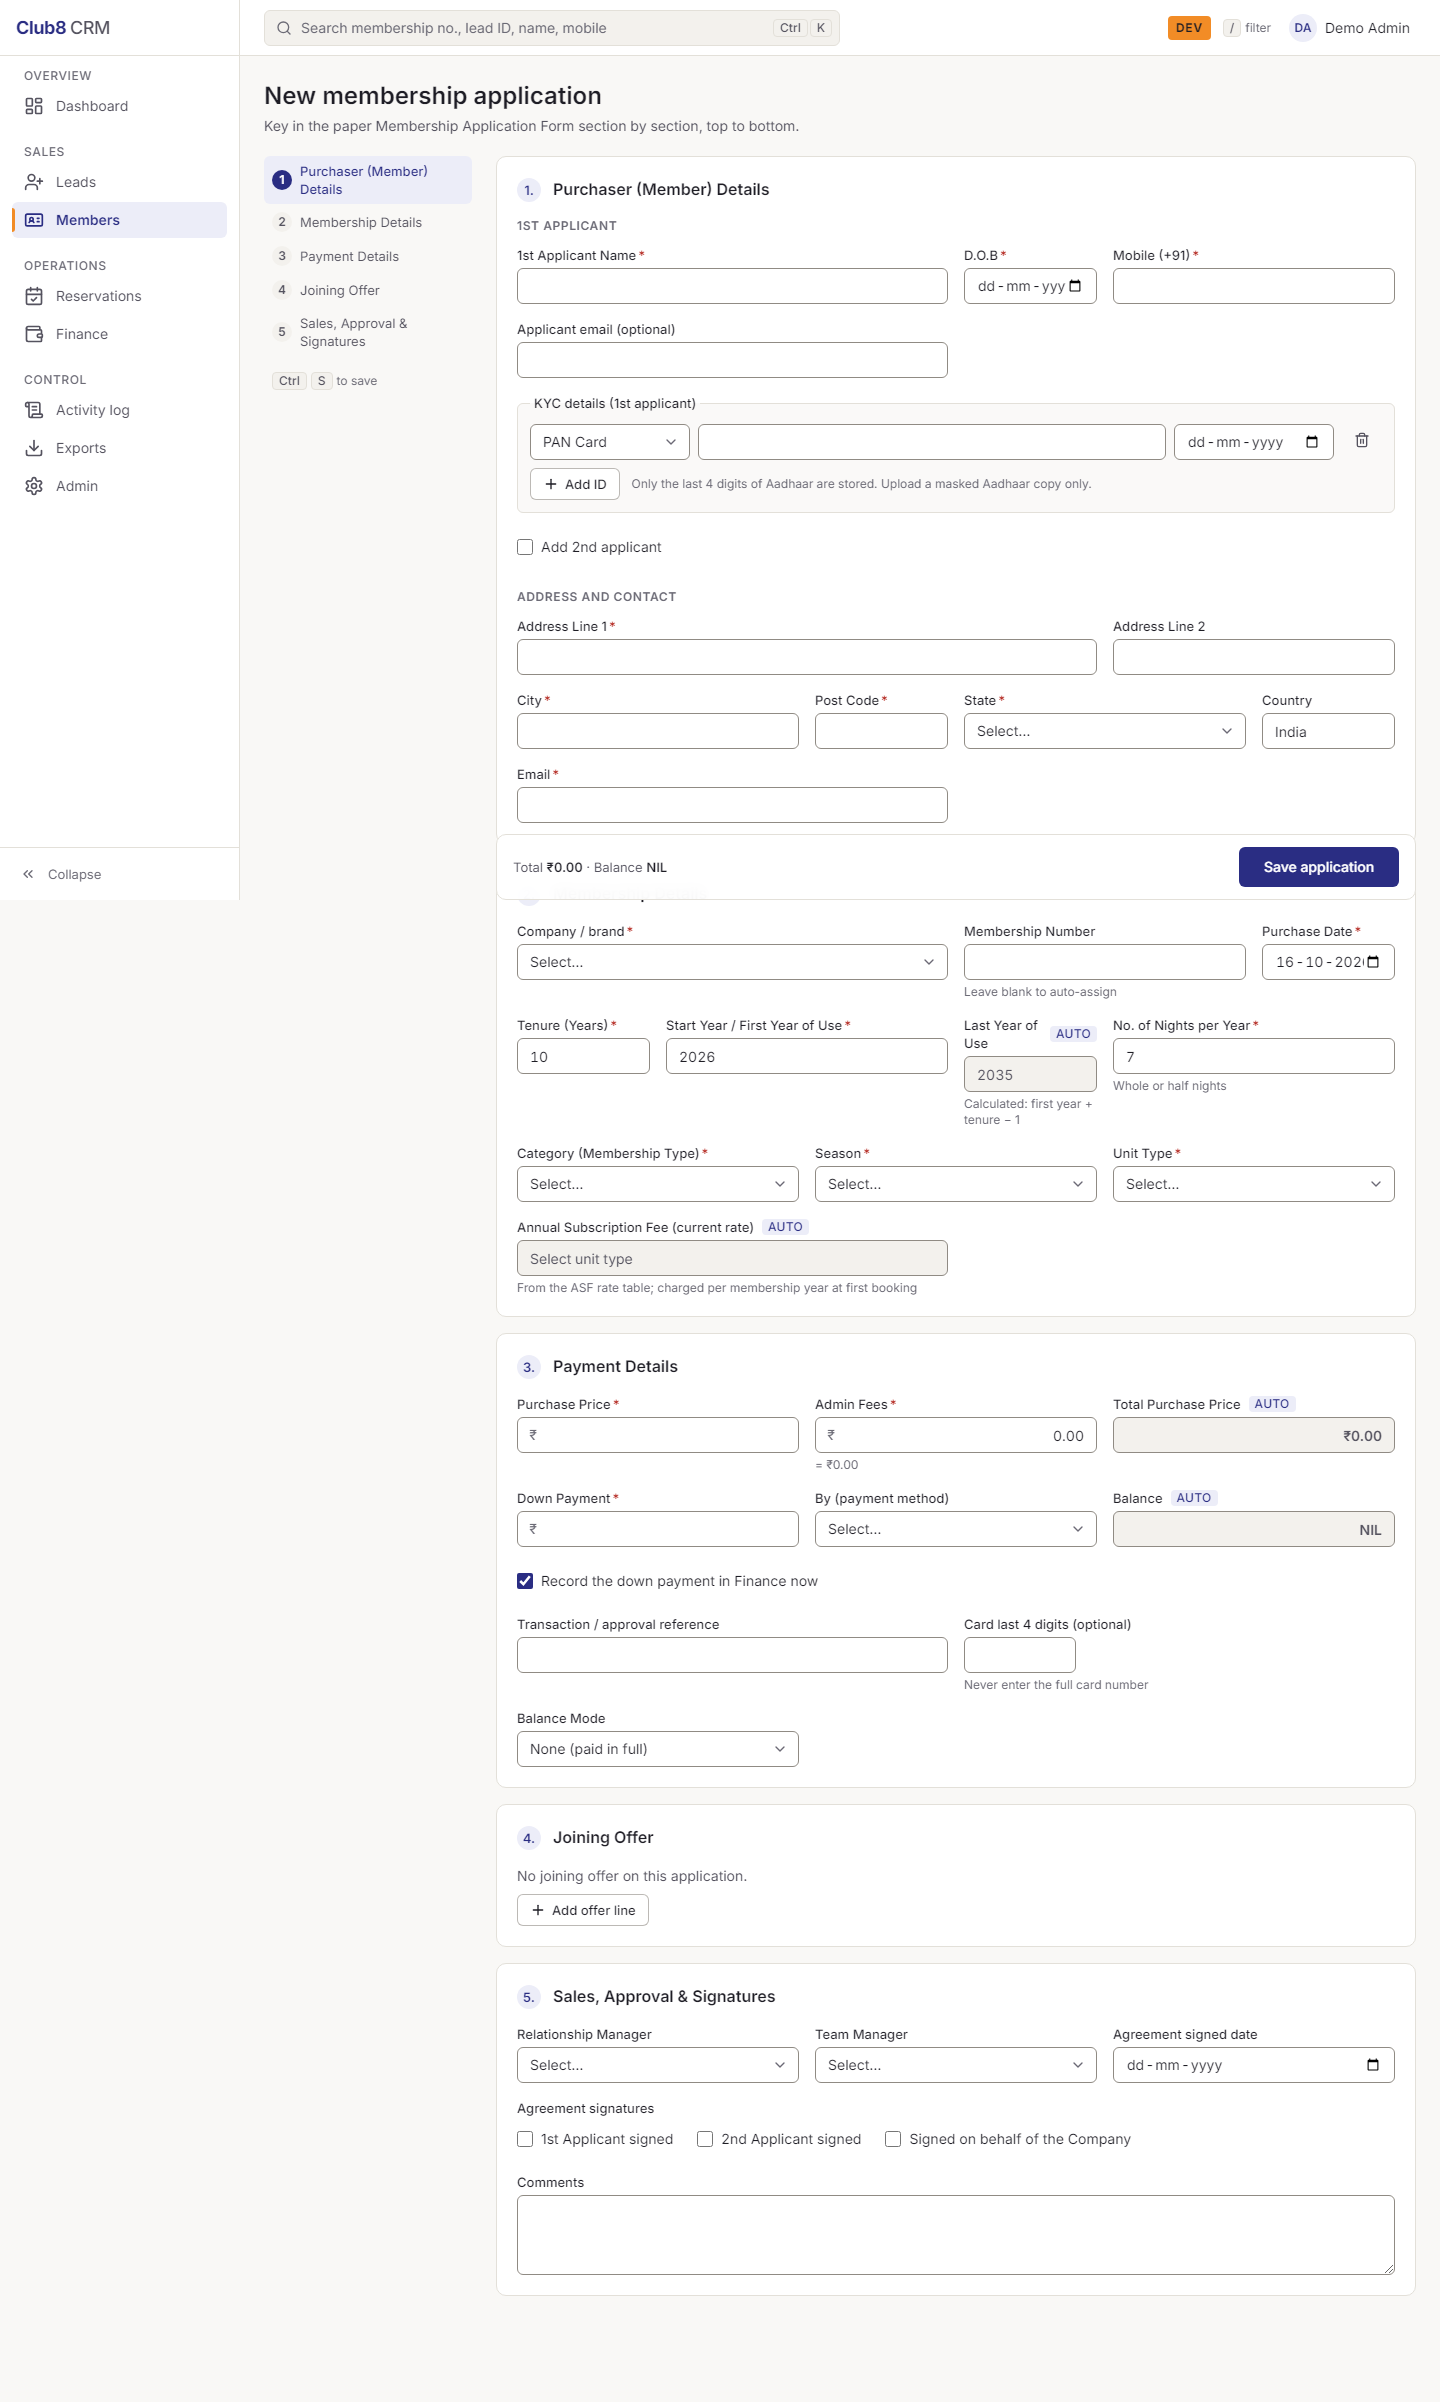 Club8 CRM
Search membership no., lead ID, name, mobile
Ctrl K
DEV
/ filter
DA
Demo Admin
OVERVIEW
Dashboard
SALES
Leads
Members
OPERATIONS
Reservations
Finance
CONTROL
Activity log
Exports
Admin
Collapse
New membership application
Key in the paper Membership Application Form section by section, top to bottom.
1 Purchaser (Member)
Details
2 Membership Details
3 Payment Details
4 Joining Offer
5 Sales, Approval &
Signatures
Ctrl S to save
1. Purchaser (Member) Details
1ST APPLICANT
1st Applicant Name *
D.O.B *
Mobile (+91) *
dd-mm-yyy
Applicant email (optional)
KYC details (1st applicant)
PAN Card
dd-mm-yyyy
+ Add ID
Only the last 4 digits of Aadhaar are stored. Upload a masked Aadhaar copy only.
Add 2nd applicant
ADDRESS AND CONTACT
Address Line 1 *
Address Line 2
City *
Post Code *
State *
Country
Select...
India
Email *
Total ₹0.00 · Balance NIL
Save application
Company / brand *
Membership Number
Purchase Date *
Select...
16-10-202
Leave blank to auto-assign
Tenure (Years) *
Start Year / First Year of Use *
Last Year of
Use
AUTO
No. of Nights per Year *
10
2026
2035
7
Calculated: first year +
tenure − 1
Whole or half nights
Category (Membership Type) *
Season *
Unit Type *
Select...
Select...
Select...
Annual Subscription Fee (current rate) AUTO
Select unit type
From the ASF rate table; charged per membership year at first booking
3. Payment Details
Purchase Price *
Admin Fees *
Total Purchase Price AUTO
₹
₹ 0.00
₹0.00
= ₹0.00
Down Payment *
By (payment method)
Balance AUTO
₹
Select...
NIL
Record the down payment in Finance now
Transaction / approval reference
Card last 4 digits (optional)
Never enter the full card number
Balance Mode
None (paid in full)
4. Joining Offer
No joining offer on this application.
+ Add offer line
5. Sales, Approval & Signatures
Relationship Manager
Team Manager
Agreement signed date
Select...
Select...
dd-mm-yyyy
Agreement signatures
1st Applicant signed
2nd Applicant signed
Signed on behalf of the Company
Comments